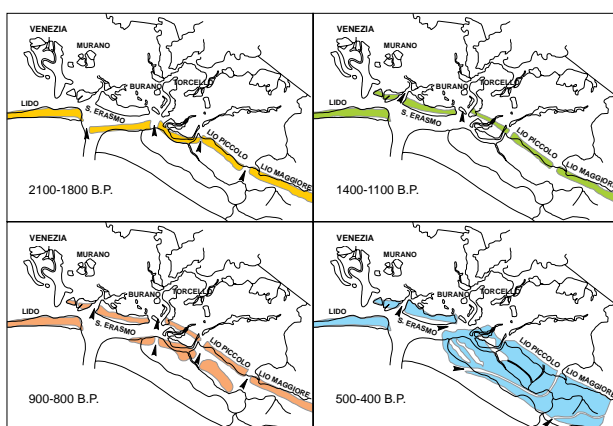 VENEZIA
MURANO
BURANO
TORCELLO
LIDO
S. ERASMO
LIO PICCOLO
LIO MAGGIORE
2100-1800 B.P.
VENEZIA
MURANO
BURANO
TORCELLO
LIDO
S. ERASMO
LIO PICCOLO
LIO MAGGIORE
1400-1100 B.P.
VENEZIA
MURANO
BURANO
TORCELLO
LIDO
S. ERASMO
LIO PICCOLO
LIO MAGGIORE
900-800 B.P.
VENEZIA
MURANO
BURANO
TORCELLO
LIDO
S. ERASMO
LIO PICCOLO
LIO MAGGIORE
500-400 B.P.